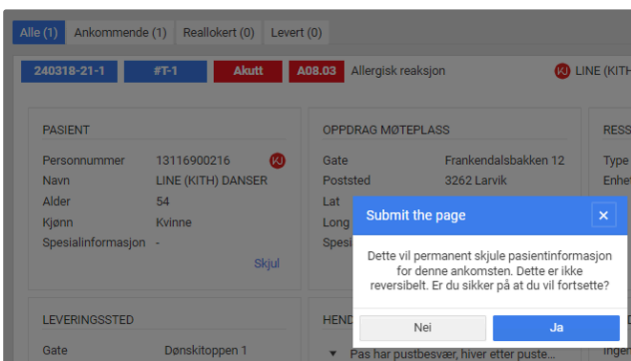 Alle (1) Ankommende (1) Reallokert (0) Levert (0)
240318-21-1 #T-1 Akutt A08.03 Allergisk reaksjon KJ LINE (KITH
PASIENT
Personnummer 13116900216 KJ
Navn LINE (KITH) DANSER
Alder 54
Kjønn Kvinne
Spesialinformasjon -
Skjul
OPPDRAG MØTEPLASS
Gate Frankendalsbakken 12
Poststed 3262 Larvik
Lat
Long
Spesi
RESS
Type
Enhet
Submit the page ×
Dette vil permanent skjule pasientinformasjon
for denne ankomsten. Dette er ikke
reversibelt. Er du sikker på at du vil fortsette?
Nei Ja
LEVERINGSSTED
Gate Dønskitoppen 1
HEND
Pas har pustbesvær, hiver etter puste...
Ingen